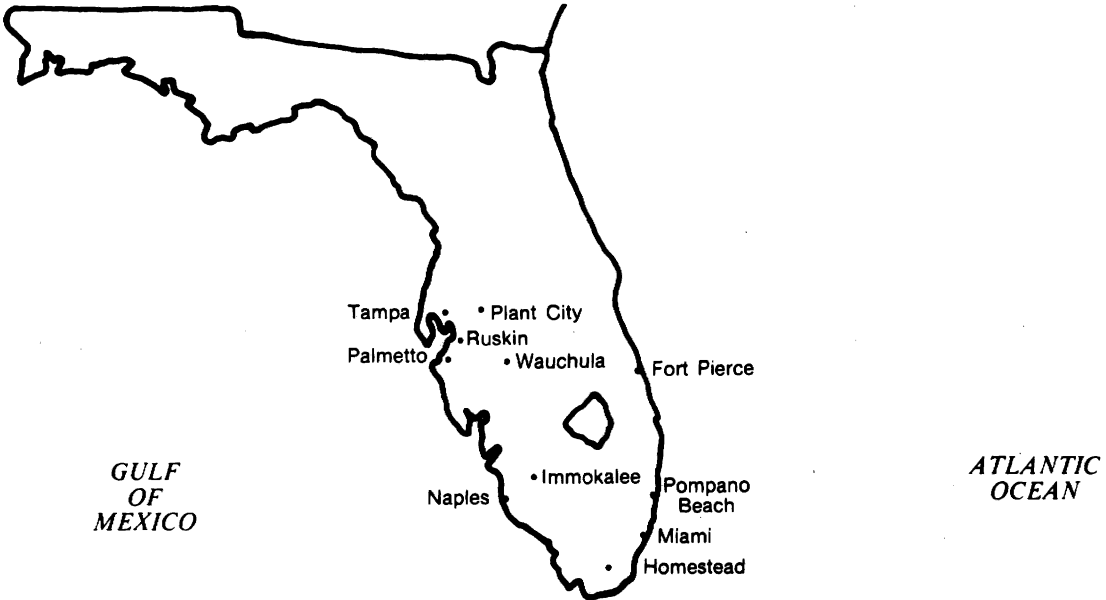 Tampa
Plant City
Ruskin
Palmetto
Wauchula
Fort Pierce
GULF
OF
MEXICO
ATLANTIC
OCEAN
Immokalee
Naples
Pompano
Beach
Miami
Homestead